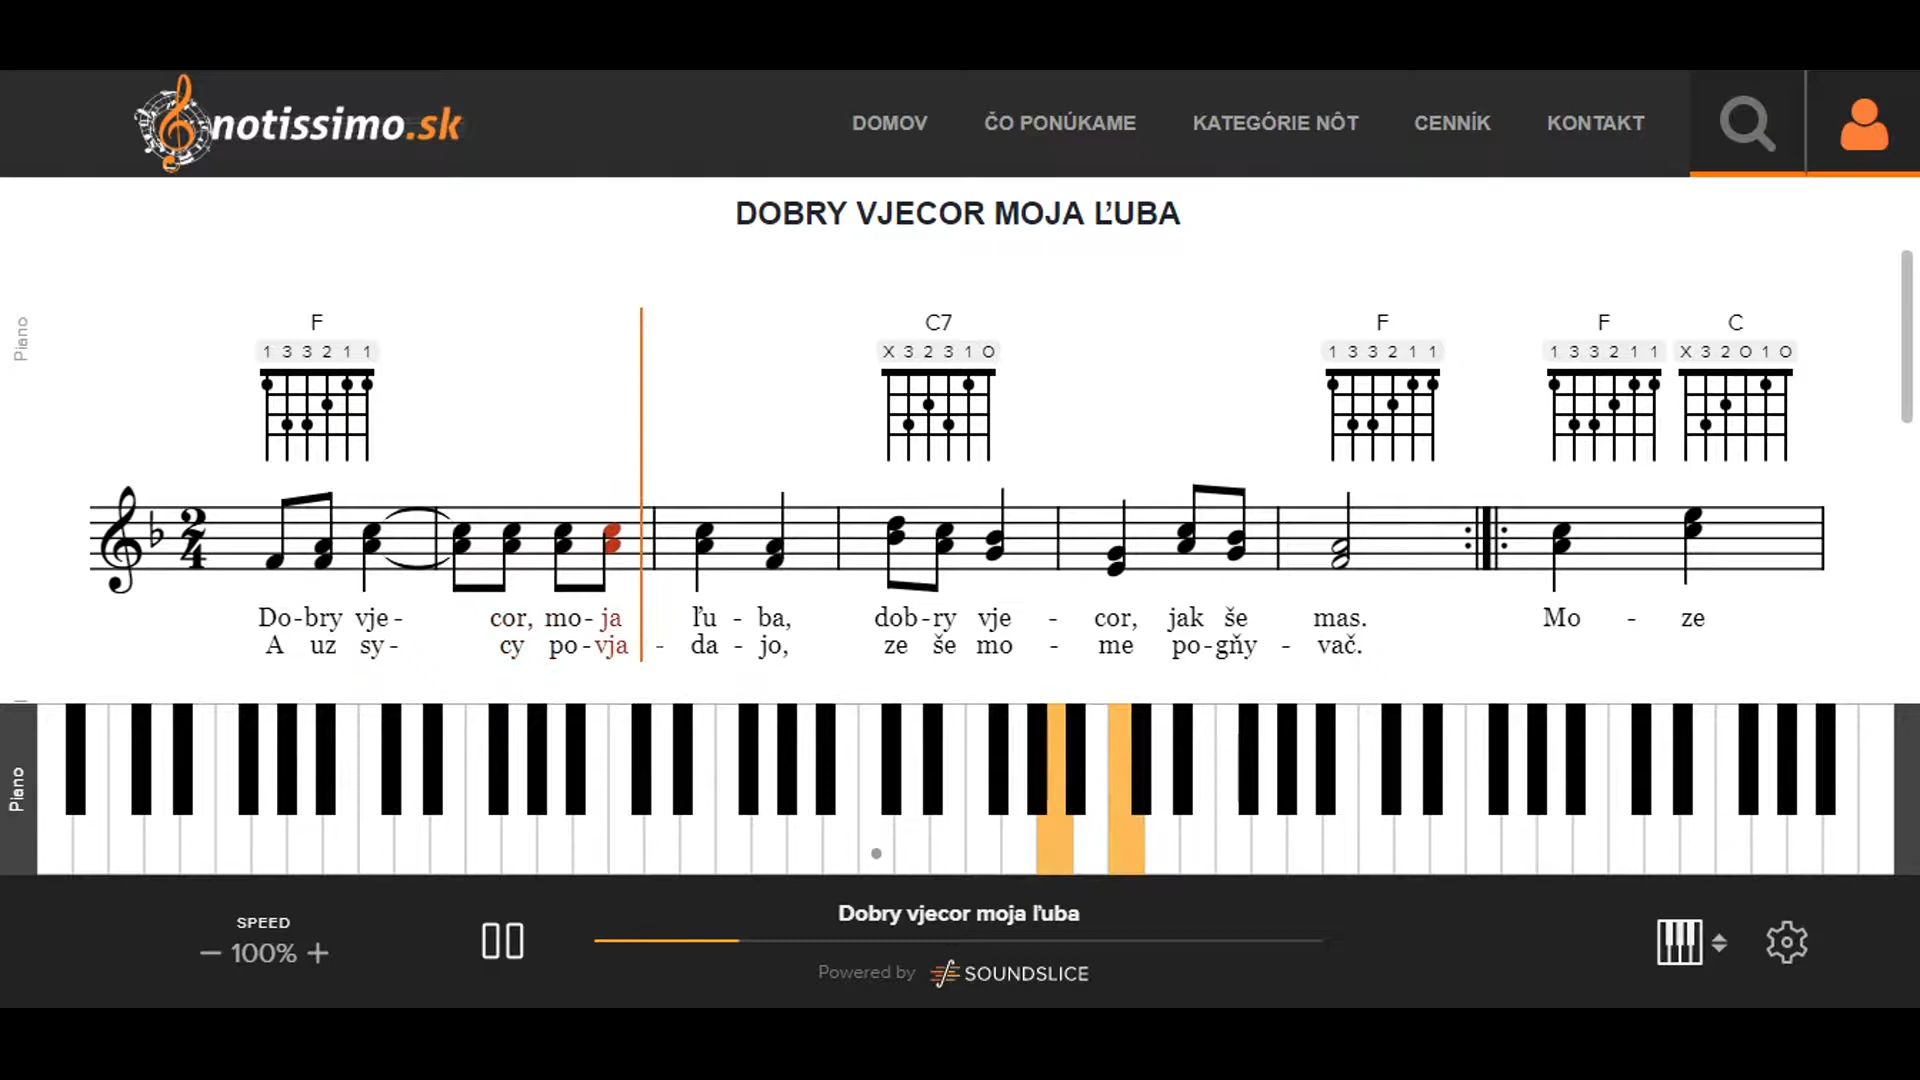 notissimo.sk
DOMOV ČO PONÚKAME KATEGÓRIE NÔT CENNÍK KONTAKT
DOBRY VJECOR MOJA ĽUBA
Piano
F C7 F F C
1 3 3 2 1 1 X 3 2 3 1 O 1 3 3 2 1 1 1 3 3 2 1 1 X 3 2 O 1 O
2
4
Do-bry vje- cor, mo-ja ľu - ba, dob-ry vje - cor, jak še mas. Mo - ze
A uz sy- cy po-vja - da - jo, ze še mo - me po-gňy - vač.
Piano
SPEED
– 100% +
Dobry vjecor moja ľuba
Powered by SOUNDSLICE